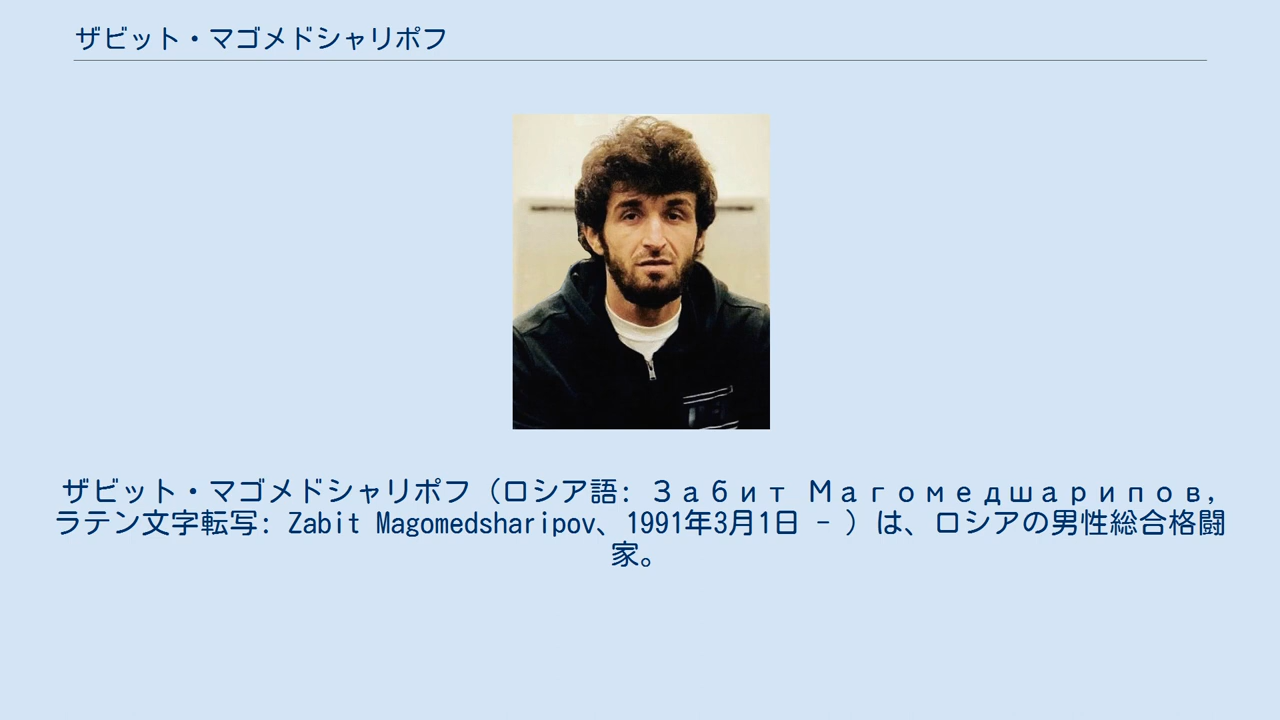 ザビット・マゴメドシャリポフ
ザビット・マゴメドシャリポフ（ロシア語: Забит Магомедшарипов,
ラテン文字転写: Zabit Magomedsharipov、1991年3月1日 - ）は、ロシアの男性総合格闘
家。